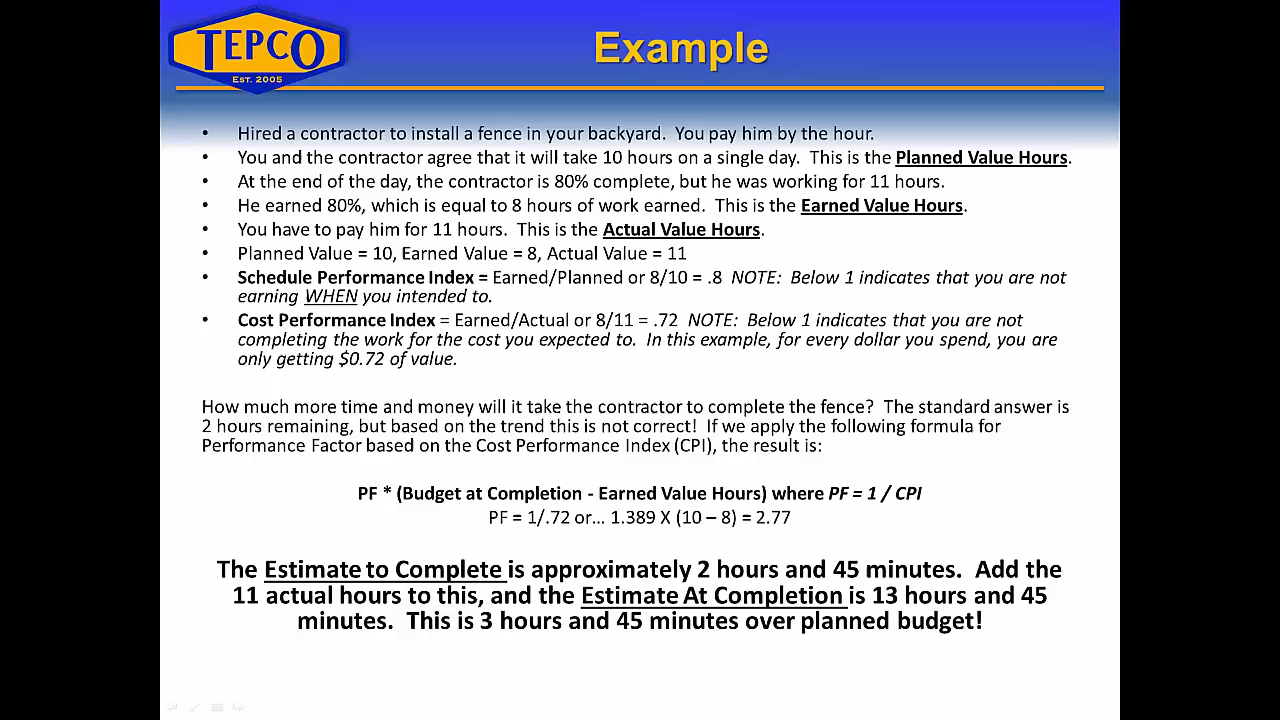 TEPCO
EST. 2005
Example
• Hired a contractor to install a fence in your backyard. You pay him by the hour.
• You and the contractor agree that it will take 10 hours on a single day. This is the Planned Value Hours.
• At the end of the day, the contractor is 80% complete, but he was working for 11 hours.
• He earned 80%, which is equal to 8 hours of work earned. This is the Earned Value Hours.
• You have to pay him for 11 hours. This is the Actual Value Hours.
• Planned Value = 10, Earned Value = 8, Actual Value = 11
• Schedule Performance Index = Earned/Planned or 8/10 = .8 NOTE: Below 1 indicates that you are not
earning WHEN you intended to.
• Cost Performance Index = Earned/Actual or 8/11 = .72 NOTE: Below 1 indicates that you are not
completing the work for the cost you expected to. In this example, for every dollar you spend, you are
only getting $0.72 of value.
How much more time and money will it take the contractor to complete the fence? The standard answer is
2 hours remaining, but based on the trend this is not correct! If we apply the following formula for
Performance Factor based on the Cost Performance Index (CPI), the result is:
PF * (Budget at Completion - Earned Value Hours) where PF = 1 / CPI
PF = 1/.72 or... 1.389 X (10 – 8) = 2.77
The Estimate to Complete is approximately 2 hours and 45 minutes. Add the
11 actual hours to this, and the Estimate At Completion is 13 hours and 45
minutes. This is 3 hours and 45 minutes over planned budget!